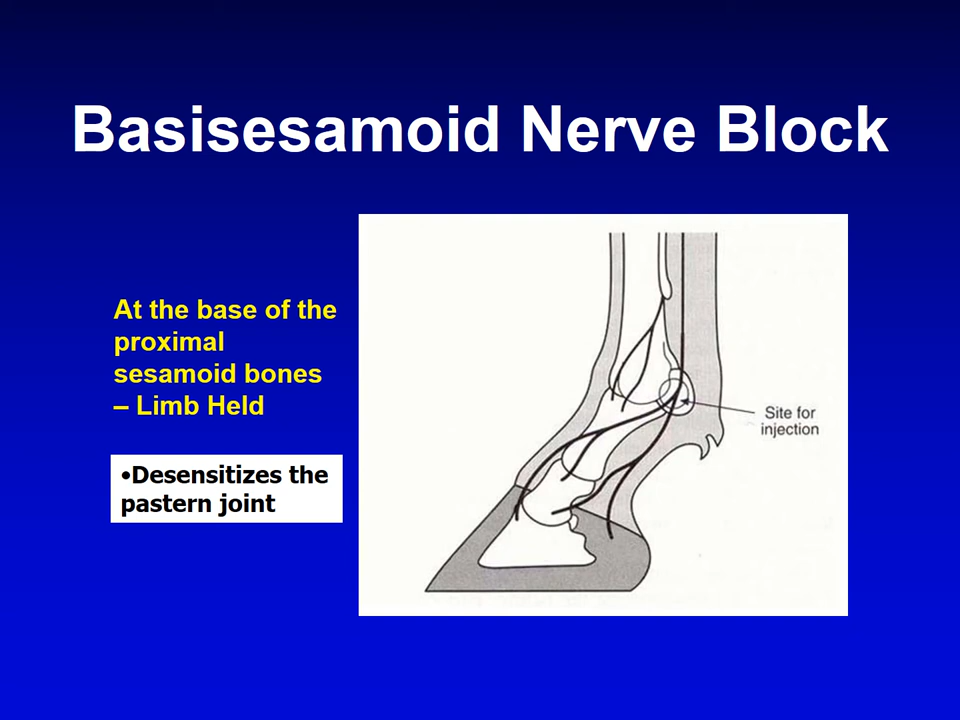 Basisesamoid Nerve Block
At the base of the
proximal
sesamoid bones
– Limb Held
•Desensitizes the
pastern joint
Site for
injection